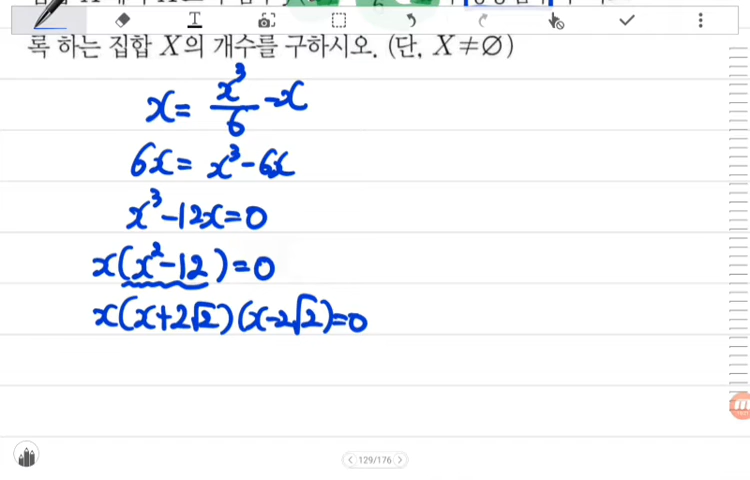 록 하는 집합 X의 개수를 구하시오. (단, X≠∅)
x = x³/6 - x
6x = x³ - 6x
x³ - 12x = 0
x(x² - 12) = 0
x(x + 2√2)(x - 2√2) = 0
129/176